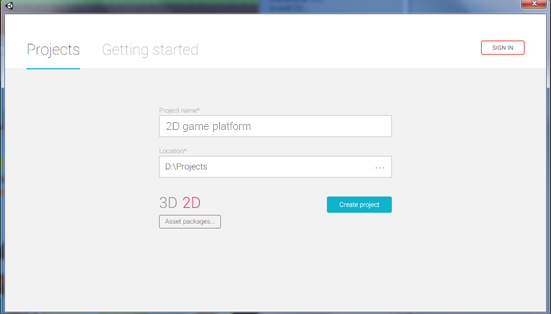 Projects Getting started SIGN IN
Project name*
2D game platform
Location*
D:\Projects ...
3D 2D Create project
Asset packages...